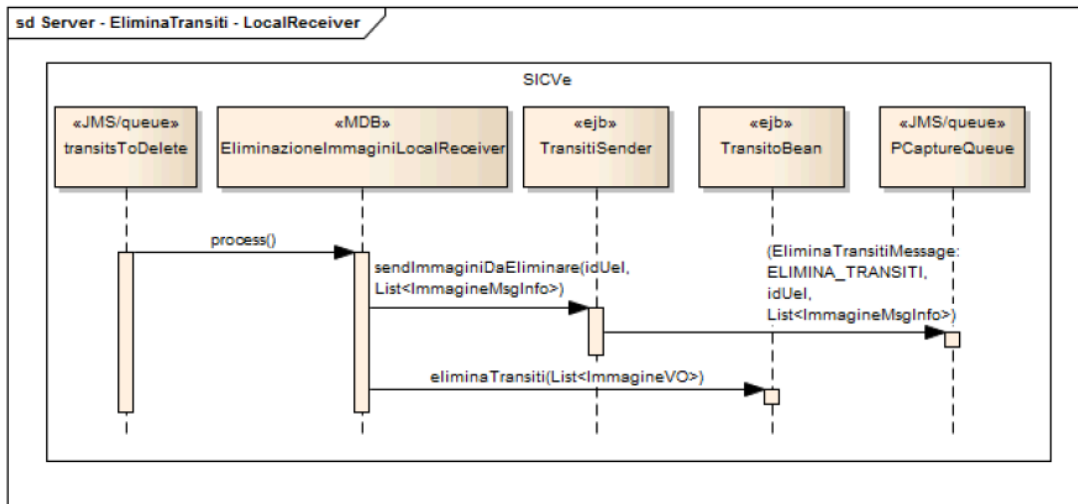 sd Server - EliminaTransiti - LocalReceiver
SICVe
«JMS/queue»
transitsToDelete
«MDB»
EliminazioneImmaginiLocalReceiver
«ejb»
TransitiSender
«ejb»
TransitoBean
«JMS/queue»
PCaptureQueue
process()
sendImmaginiDaEliminare(idUel,
List<ImmagineMsgInfo>)
(EliminaTransitiMessage:
ELIMINA_TRANSITI,
idUel,
List<ImmagineMsgInfo>)
eliminaTransiti(List<ImmagineVO>)